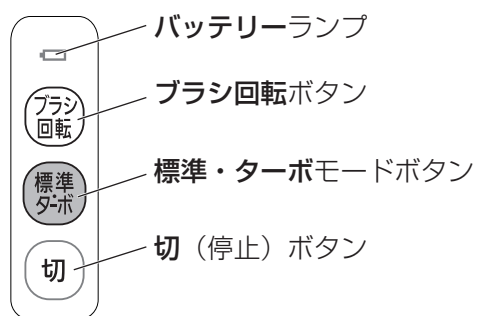 バッテリーランプ
ブラシ
回転
ブラシ回転ボタン
標準
ターボ
標準・ターボモードボタン
切
切（停止）ボタン